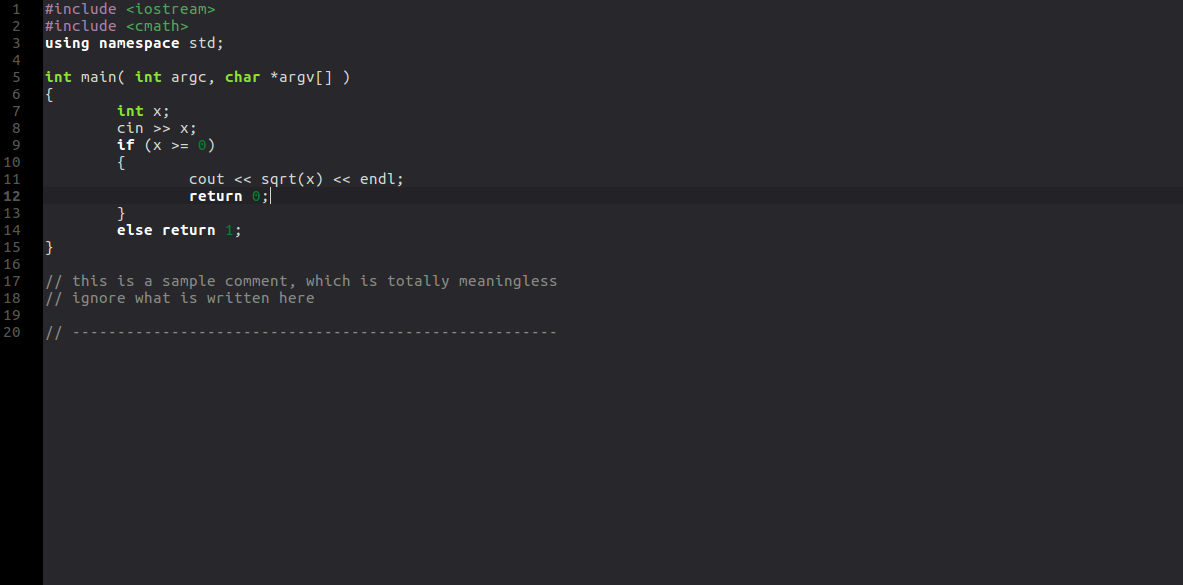 1 #include <iostream>
2 #include <cmath>
3 using namespace std;
4
5 int main( int argc, char *argv[] )
6 {
7 int x;
8 cin >> x;
9 if (x >= 0)
10 {
11 cout << sqrt(x) << endl;
12 return 0;
13 }
14 else return 1;
15 }
16
17 // this is a sample comment, which is totally meaningless
18 // ignore what is written here
19
20 // ------------------------------------------------------